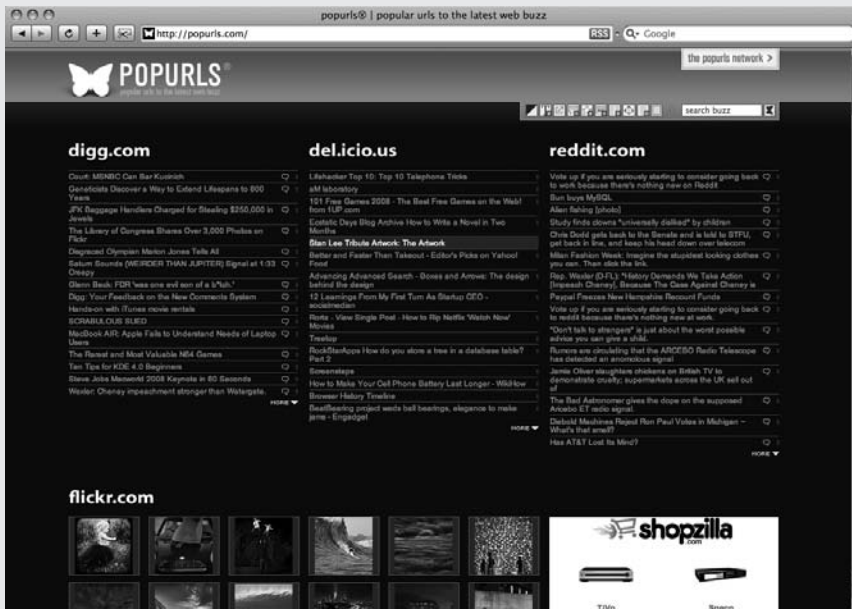 popurls® | popular urls to the latest web buzz
http://popurls.com/
RSS
Google
the popurls network >
POPURLS®
popular urls to the latest web buzz
search buzz
digg.com
Court: MSNBC Can Bar Kucinich
Geneticists Discover a Way to Extend Lifespans to 800
Years
JFK Baggage Handlers Charged for Stealing $250,000 in
Jewels
The Library of Congress Shares Over 3,000 Photos on
Flickr
Disgraced Olympian Marion Jones Tells All
Saturn Sounds (WEIRDER THAN JUPITER) Signal at 1:33
Creepy
Glenn Beck: FDR 'was one evil son of a b*tch.'
Digg: Your Feedback on the New Comments System
Hands-on with iTunes movie rentals
SCRABULOUS SUED
MacBook AIR: Apple Fails to Understand Needs of Laptop
Users
The Rarest and Most Valuable N64 Games
Ten Tips for KDE 4.0 Beginners
Steve Jobs Macworld 2008 Keynote in 60 Seconds
Wexler: Cheney impeachment stronger than Watergate.
MORE
del.icio.us
Lifehacker Top 10: Top 10 Telephone Tricks
aM laboratory
101 Free Games 2008 - The Best Free Games on the Web!
from 1UP.com
Ecstatic Days Blog Archive How to Write a Novel in Two
Months
Stan Lee Tribute Artwork: The Artwork
Better and Faster Than Takeout - Editor's Picks on Yahoo!
Food
Advancing Advanced Search - Boxes and Arrows: The design
behind the design
12 Learnings From My First Turn As Startup CEO -
socialmedian
Rorta - View Single Post - How to Rip Netflix 'Watch Now'
Movies
Treetop
RockStarApps How do you store a tree in a database table?
Part 2
Screensteps
How to Make Your Cell Phone Battery Last Longer - WikiHow
Browser History Timeline
BeatBearing project weds ball bearings, elegance to make
jams - Engadget
MORE
reddit.com
Vote up if you are seriously starting to consider going back
to work because there's nothing new on Reddit
Sun buys MySQL
Alien fishing [photo]
Study finds clowns "universally disliked" by children
Chris Dodd gets back to the Senate and is told to STFU,
get back in line, and keep his head down over telecom
Milan Fashion Week: Imagine the stupidest looking clothes
you can. Then click the link.
Rep. Wexler (D-FL): "History Demands We Take Action
[Impeach Cheney], Because The Case Against Cheney is
Paypal Freezes New Hampshire Recount Funds
Vote up if you are seriously starting to consider going back
to reddit because there's nothing new at work.
"Don't talk to strangers" is just about the worst possible
advice you can give a child.
Rumors are circulating that the ARCEBO Radio Telescope
has detected an anomolous signal
Jamie Oliver slaughters chickens on British TV to
demonstrate cruelty; supermarkets across the UK sell out
of
The Bad Astronomer gives the dope on the supposed
Aricebo ET radio signal.
Diebold Machines Reject Ron Paul Votes in Michigan –
What's that smell?
Has AT&T Lost Its Mind?
MORE
flickr.com
shopzilla
.com
TiVo